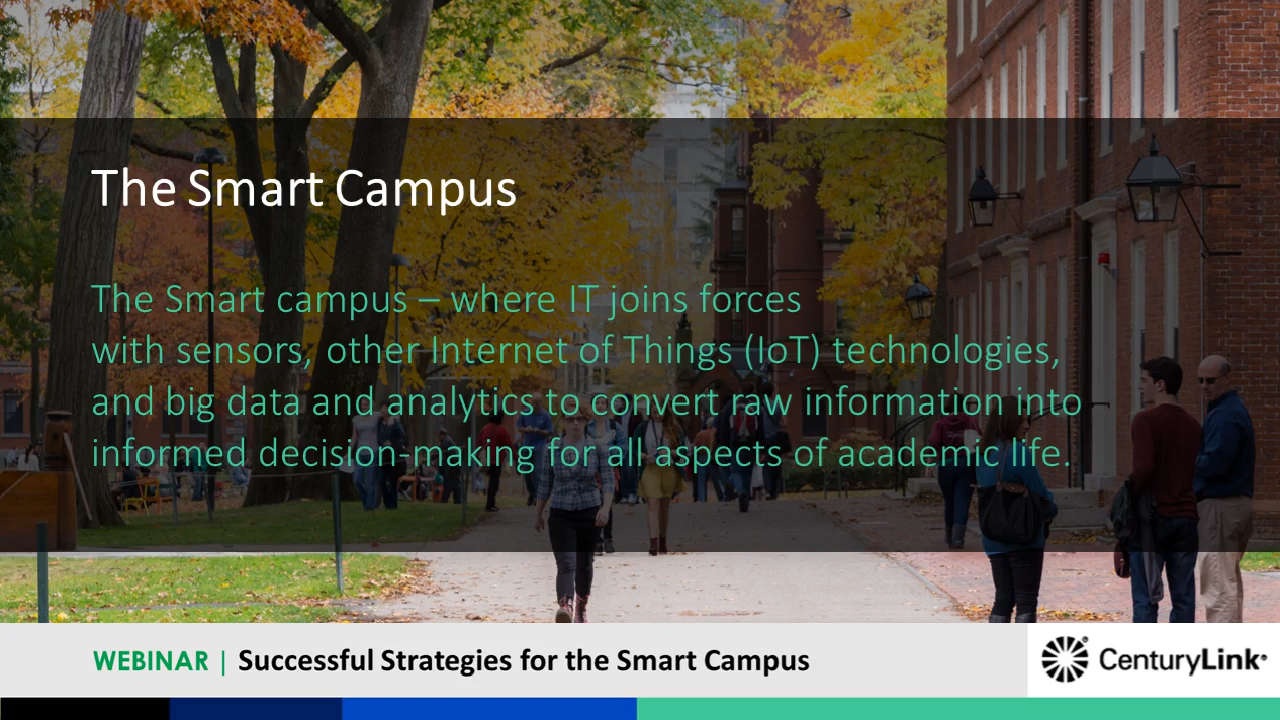 The Smart Campus
The Smart campus – where IT joins forces
with sensors, other Internet of Things (IoT) technologies,
and big data and analytics to convert raw information into
informed decision-making for all aspects of academic life.
WEBINAR | Successful Strategies for the Smart Campus
CenturyLink®